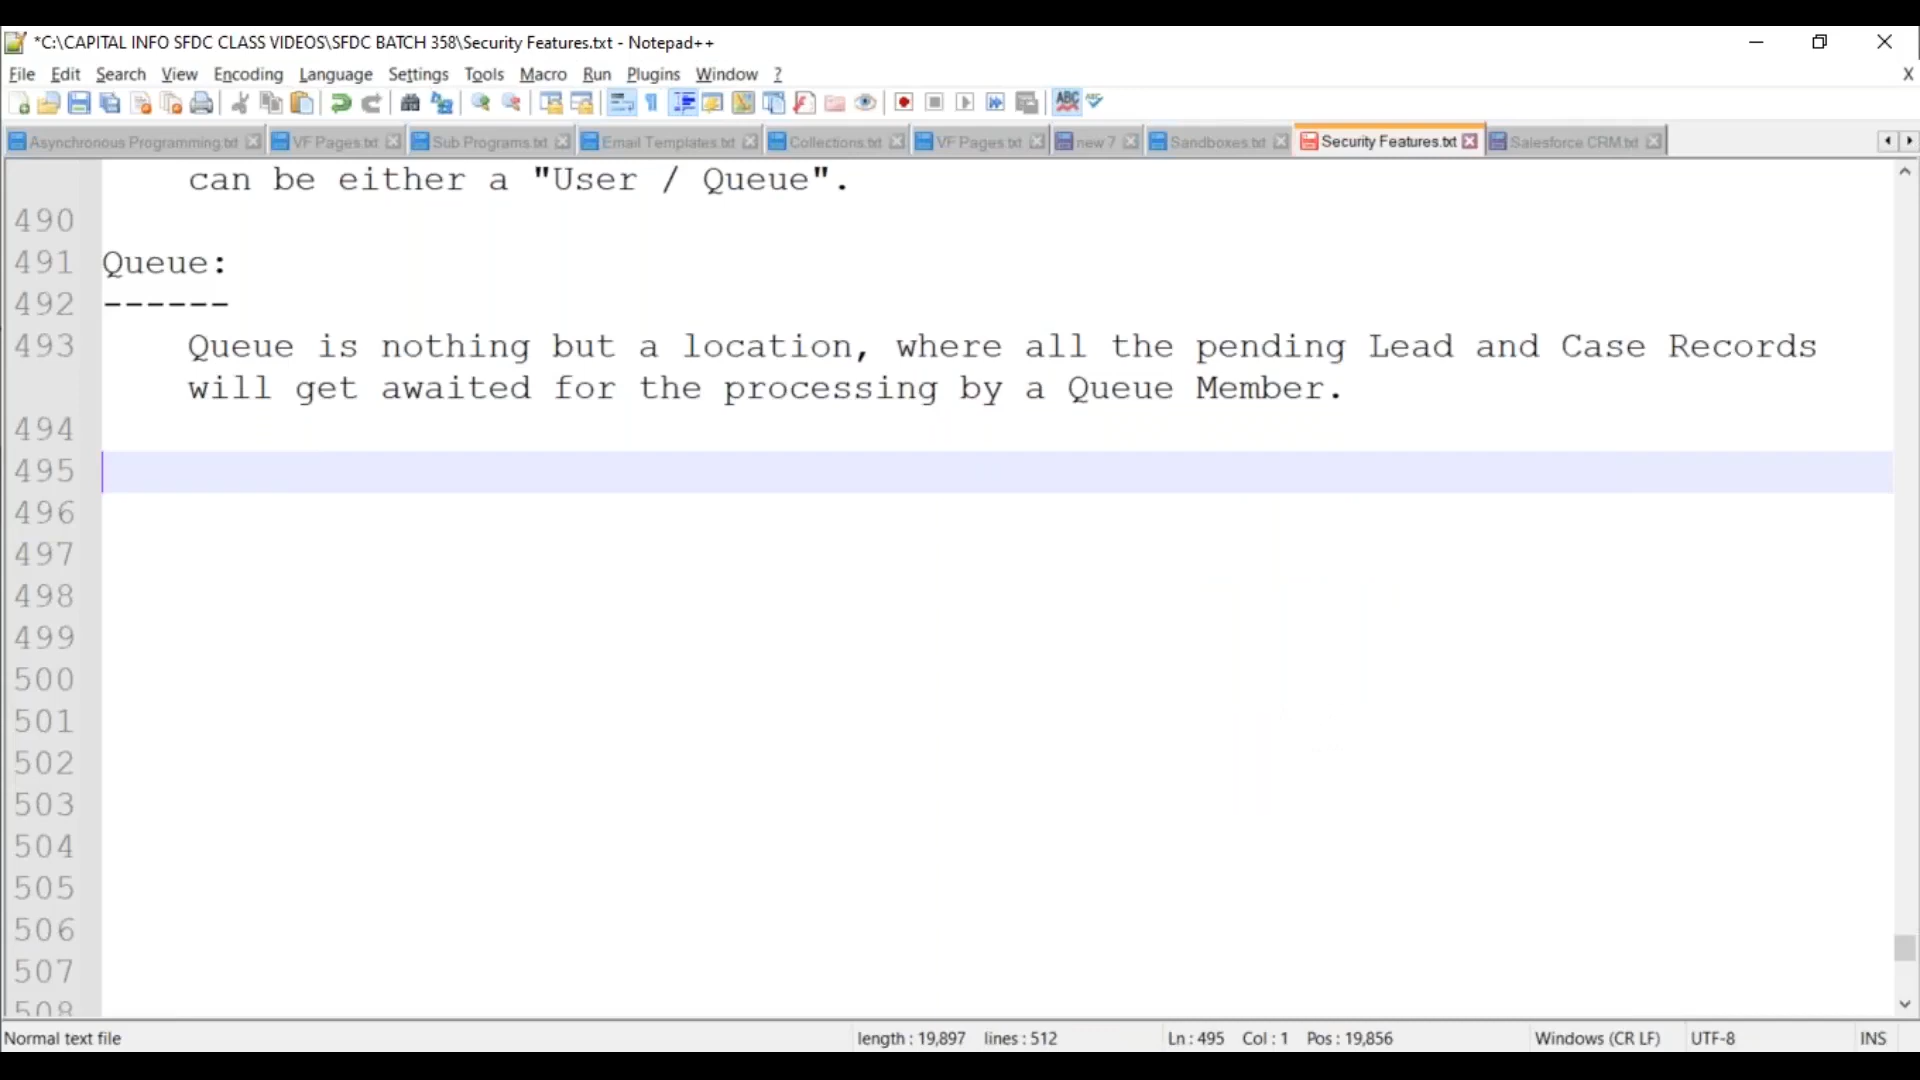 *C:\CAPITAL INFO SFDC CLASS VIDEOS\SFDC BATCH 358\Security Features.txt - Notepad++
File Edit Search View Encoding Language Settings Tools Macro Run Plugins Window ? X
Asynchronous Programming.txt VF Pages.txt Sub Programs.txt Email Templates.txt Collections.txt VF Pages.txt new 7 Sandboxes.txt Security Features.txt Salesforce CRM.txt
can be either a "User / Queue".
490
491 Queue:
492 ------
493 Queue is nothing but a location, where all the pending Lead and Case Records
will get awaited for the processing by a Queue Member.
494
495
496
497
498
499
500
501
502
503
504
505
506
507
508
Normal text file length : 19,897 lines : 512 Ln : 495 Col : 1 Pos : 19,856 Windows (CR LF) UTF-8 INS